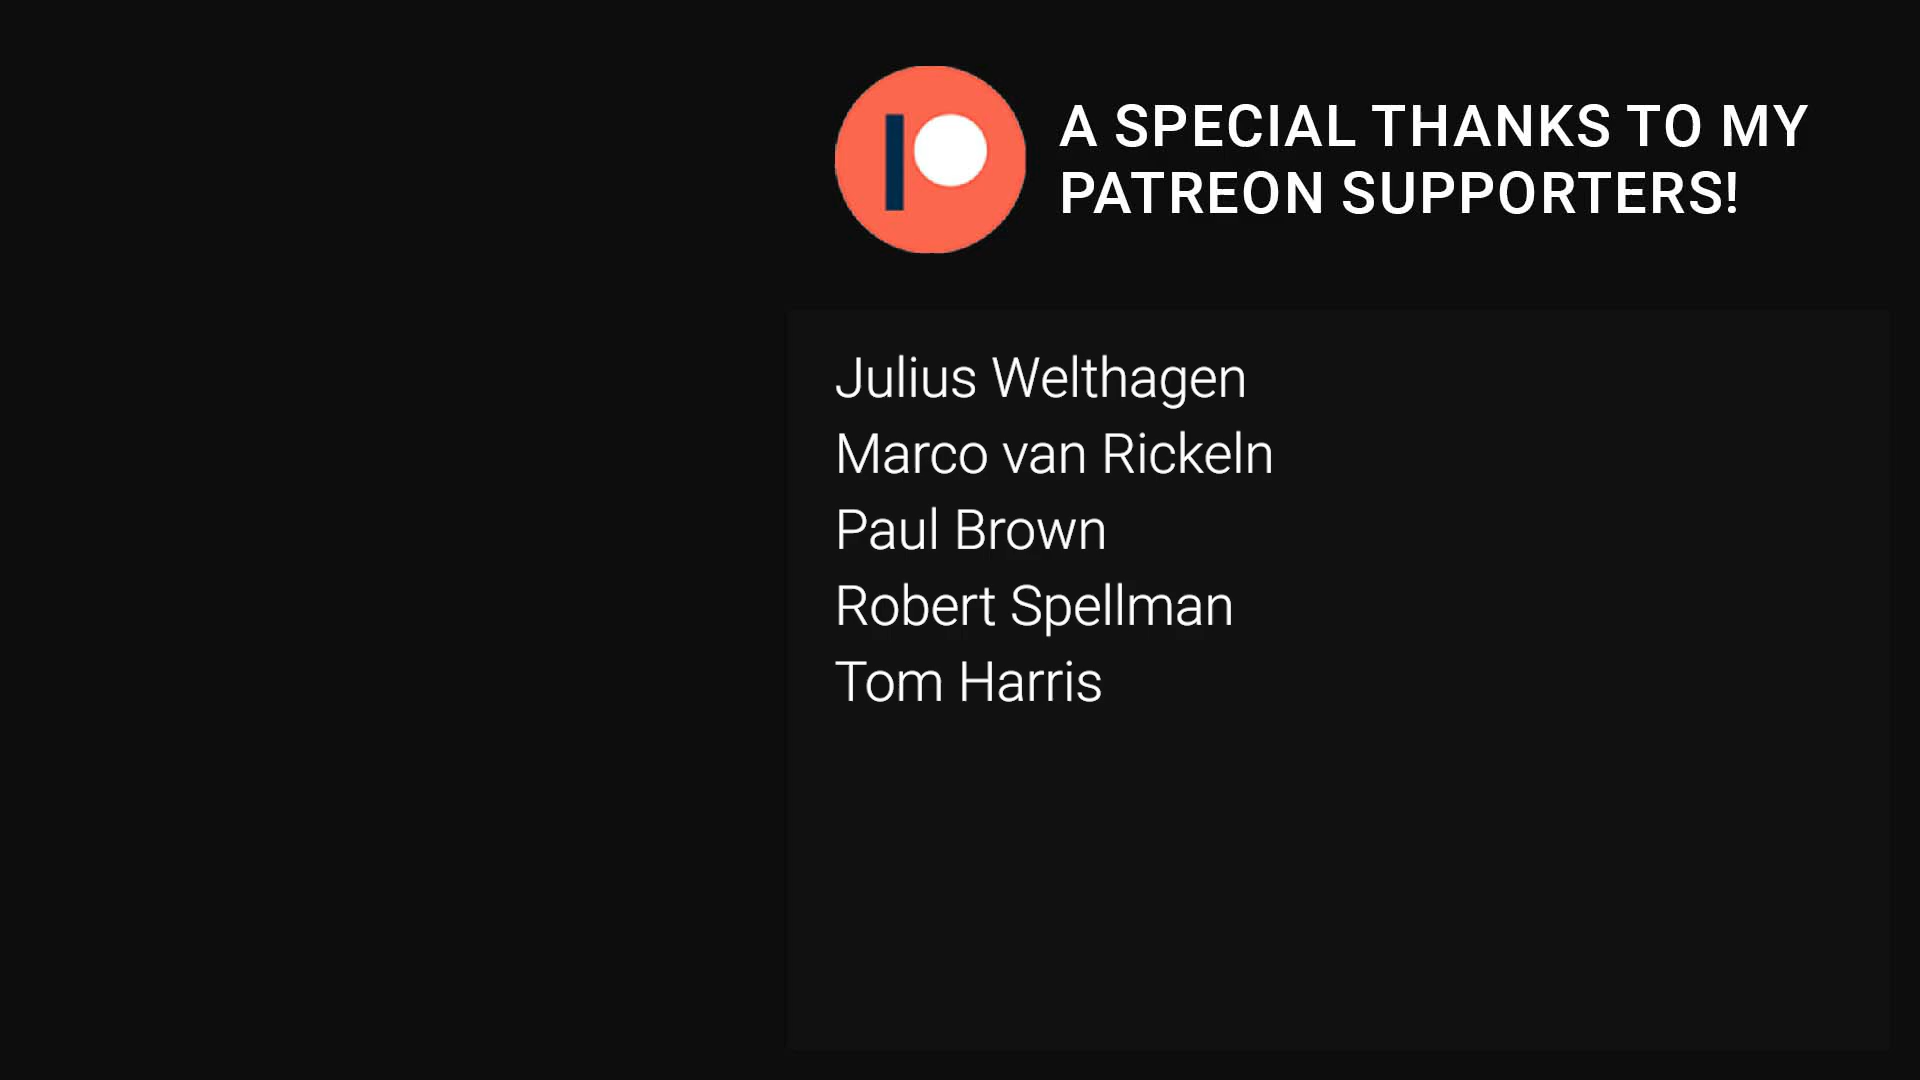 A SPECIAL THANKS TO MY
PATREON SUPPORTERS!
Julius Welthagen
Marco van Rickeln
Paul Brown
Robert Spellman
Tom Harris